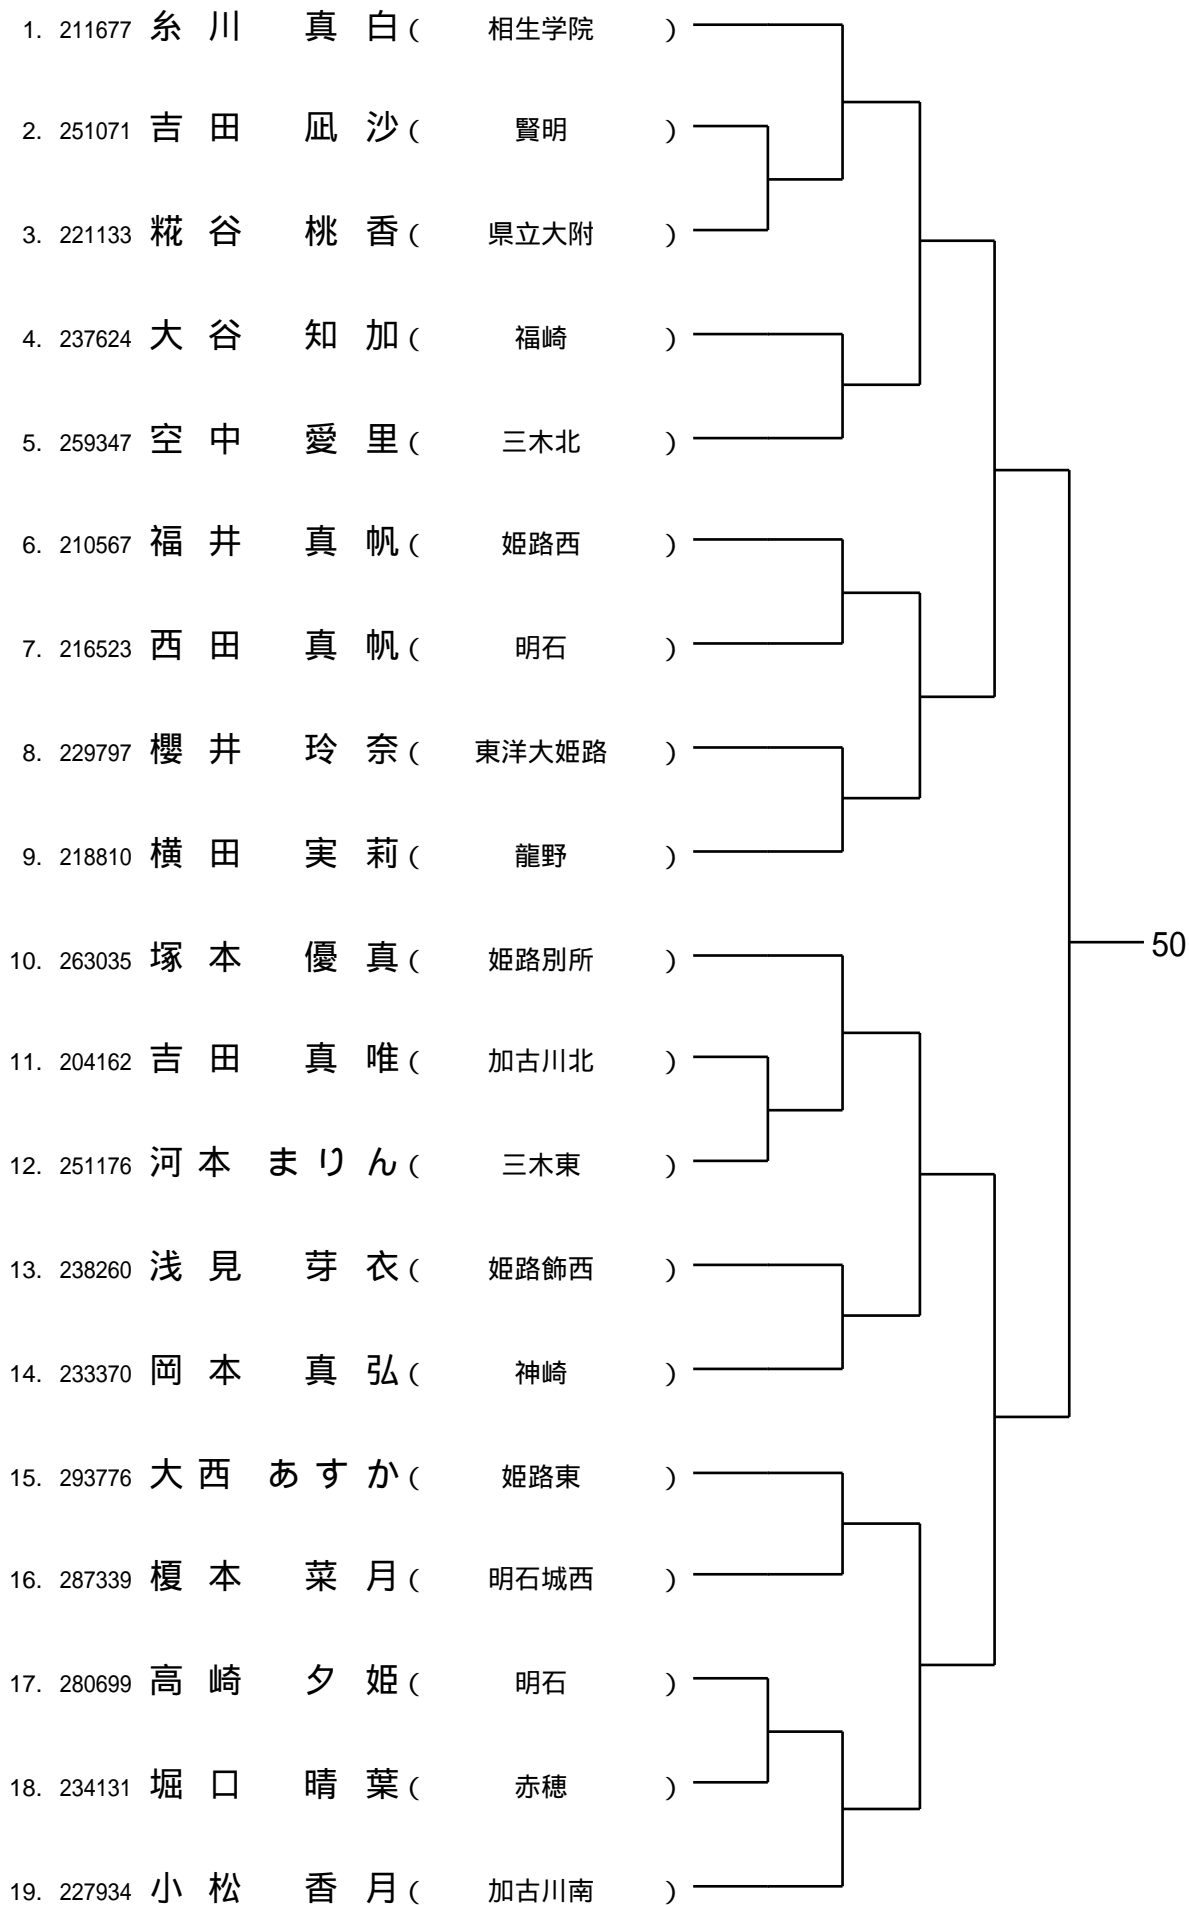 1. 211677 糸川 真白( 相生学院 )
2. 251071 吉田 凪沙( 賢明 )
3. 221133 糀谷 桃香( 県立大附 )
4. 237624 大谷 知加( 福崎 )
5. 259347 空中 愛里( 三木北 )
6. 210567 福井 真帆( 姫路西 )
7. 216523 西田 真帆( 明石 )
8. 229797 櫻井 玲奈( 東洋大姫路 )
9. 218810 横田 実莉( 龍野 )
50
10. 263035 塚本 優真( 姫路別所 )
11. 204162 吉田 真唯( 加古川北 )
12. 251176 河本 まりん( 三木東 )
13. 238260 浅見 芽衣( 姫路飾西 )
14. 233370 岡本 真弘( 神崎 )
15. 293776 大西 あすか( 姫路東 )
16. 287339 榎本 菜月( 明石城西 )
17. 280699 高崎 夕姫( 明石 )
18. 234131 堀口 晴葉( 赤穂 )
19. 227934 小松 香月( 加古川南 )